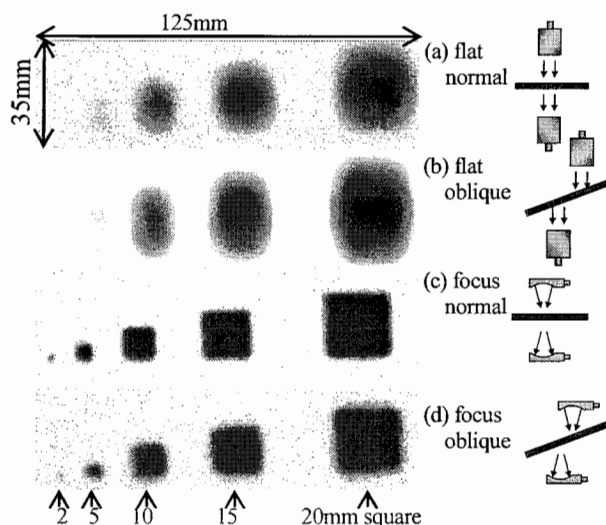 125mm
35mm
(a) flat
normal
(b) flat
oblique
(c) focus
normal
(d) focus
oblique
2 5 10 15 20mm square